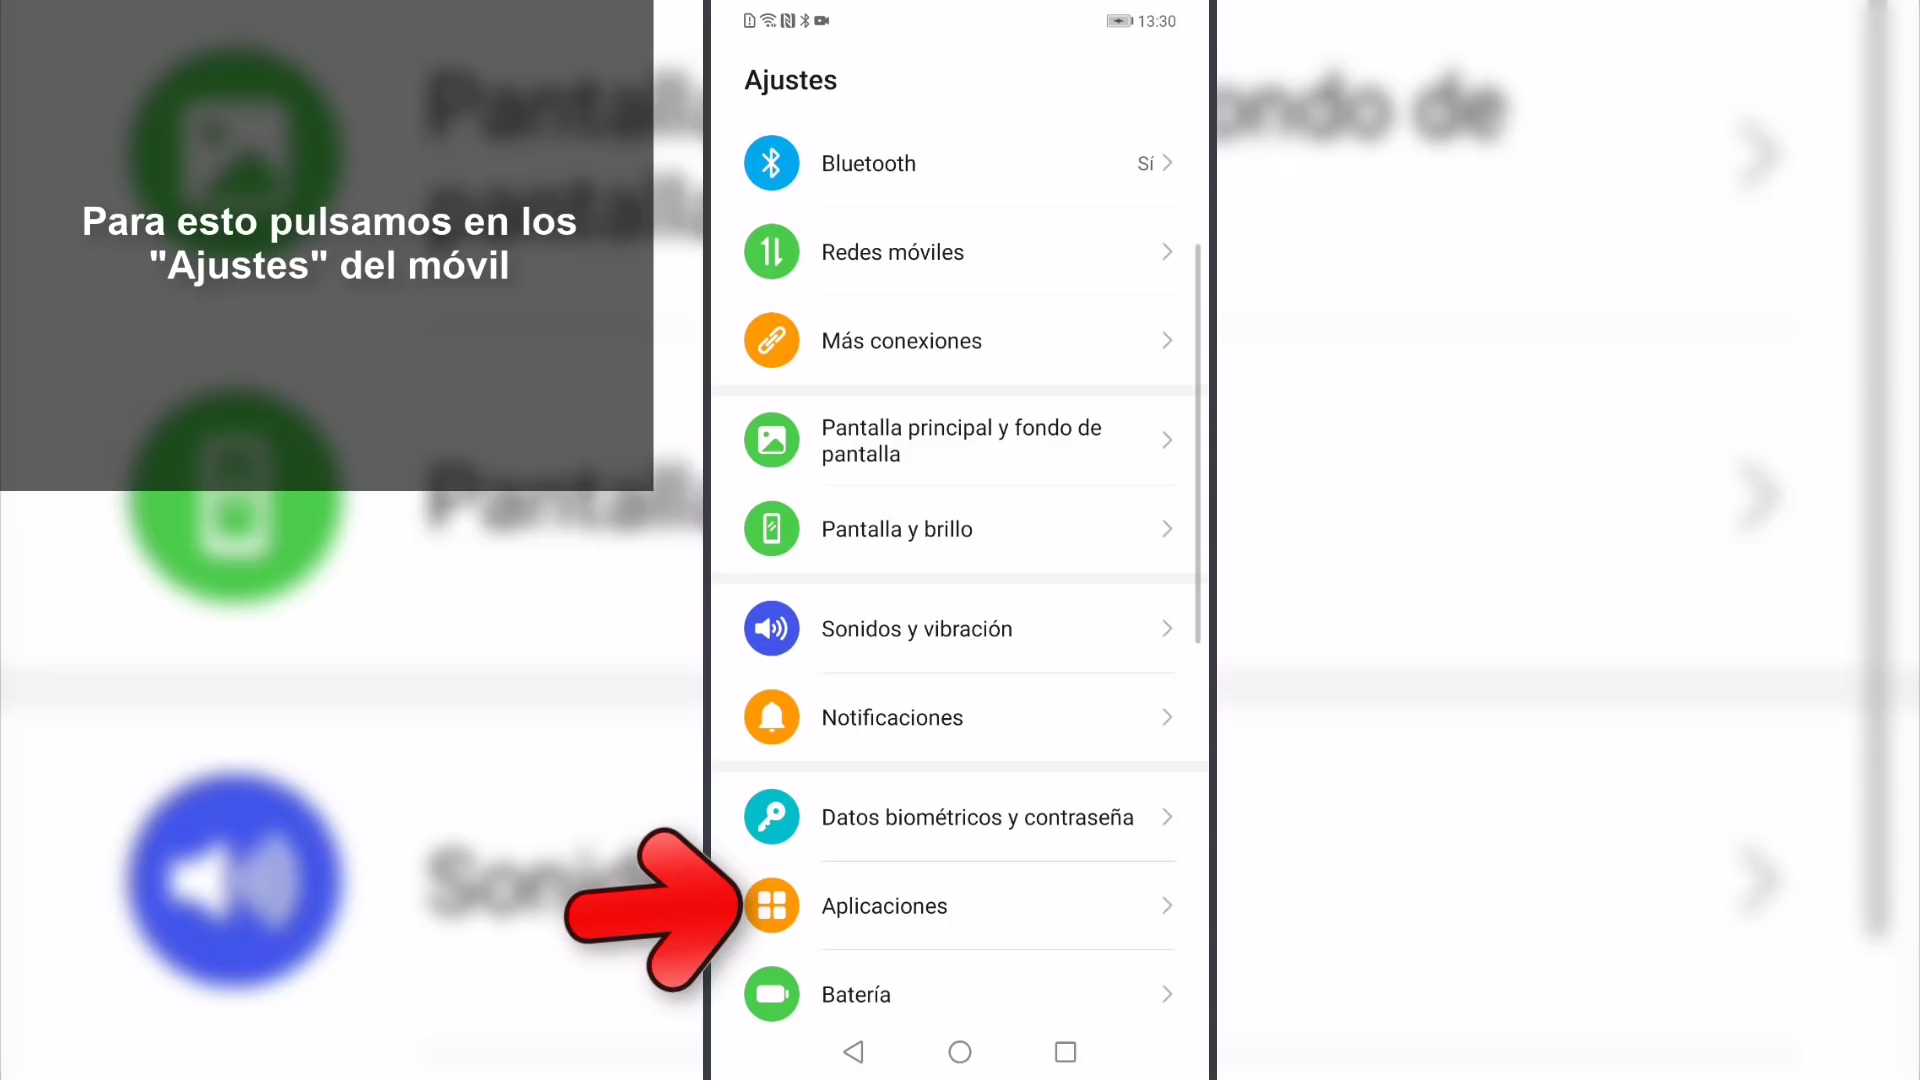 Para esto pulsamos en los
"Ajustes" del móvil
13:30
Ajustes
Bluetooth
Sí
Redes móviles
Más conexiones
Pantalla principal y fondo de
pantalla
Pantalla y brillo
Sonidos y vibración
Notificaciones
Datos biométricos y contraseña
Aplicaciones
Batería